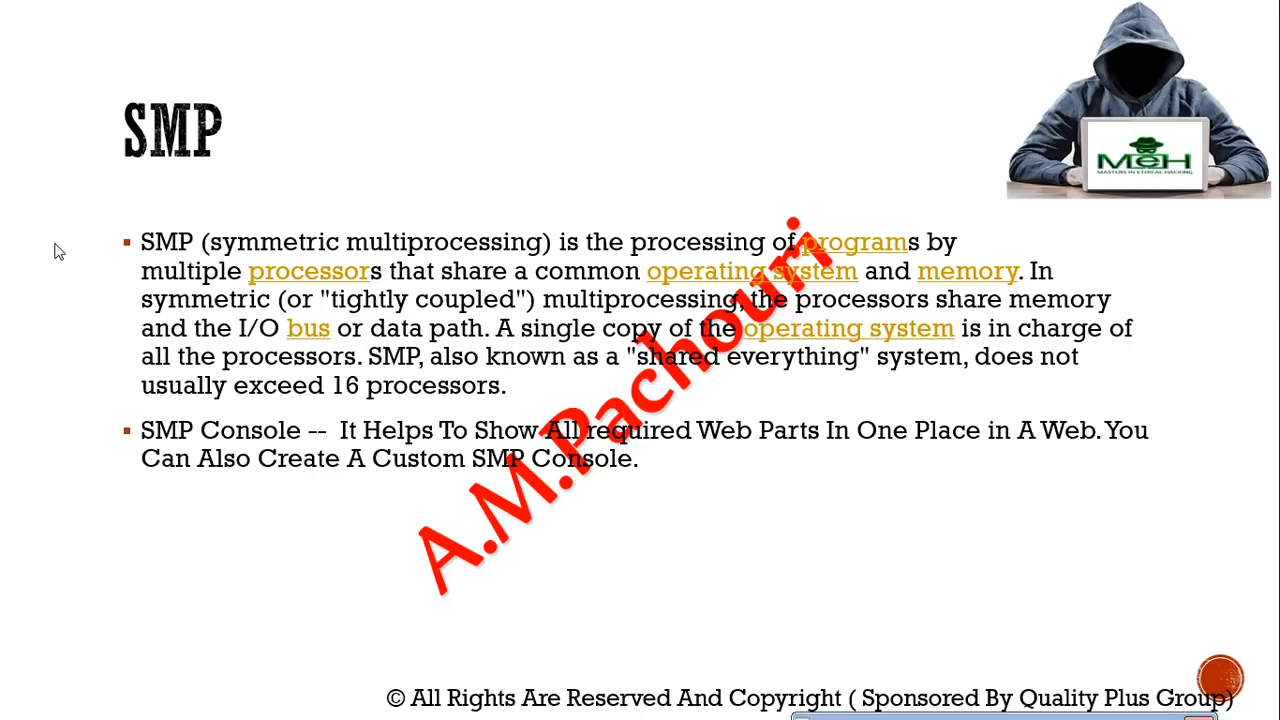 SMP
MCH
MASTERS IN ETHICAL HACKING
SMP (symmetric multiprocessing) is the processing of programs by
multiple processors that share a common operating system and memory. In
symmetric (or "tightly coupled") multiprocessing, the processors share memory
and the I/O bus or data path. A single copy of the operating system is in charge of
all the processors. SMP, also known as a "shared everything" system, does not
usually exceed 16 processors.
SMP Console -- It Helps To Show All required Web Parts In One Place in A Web. You
Can Also Create A Custom SMP Console.
A.M.Pachouri
© All Rights Are Reserved And Copyright ( Sponsored By Quality Plus Group)